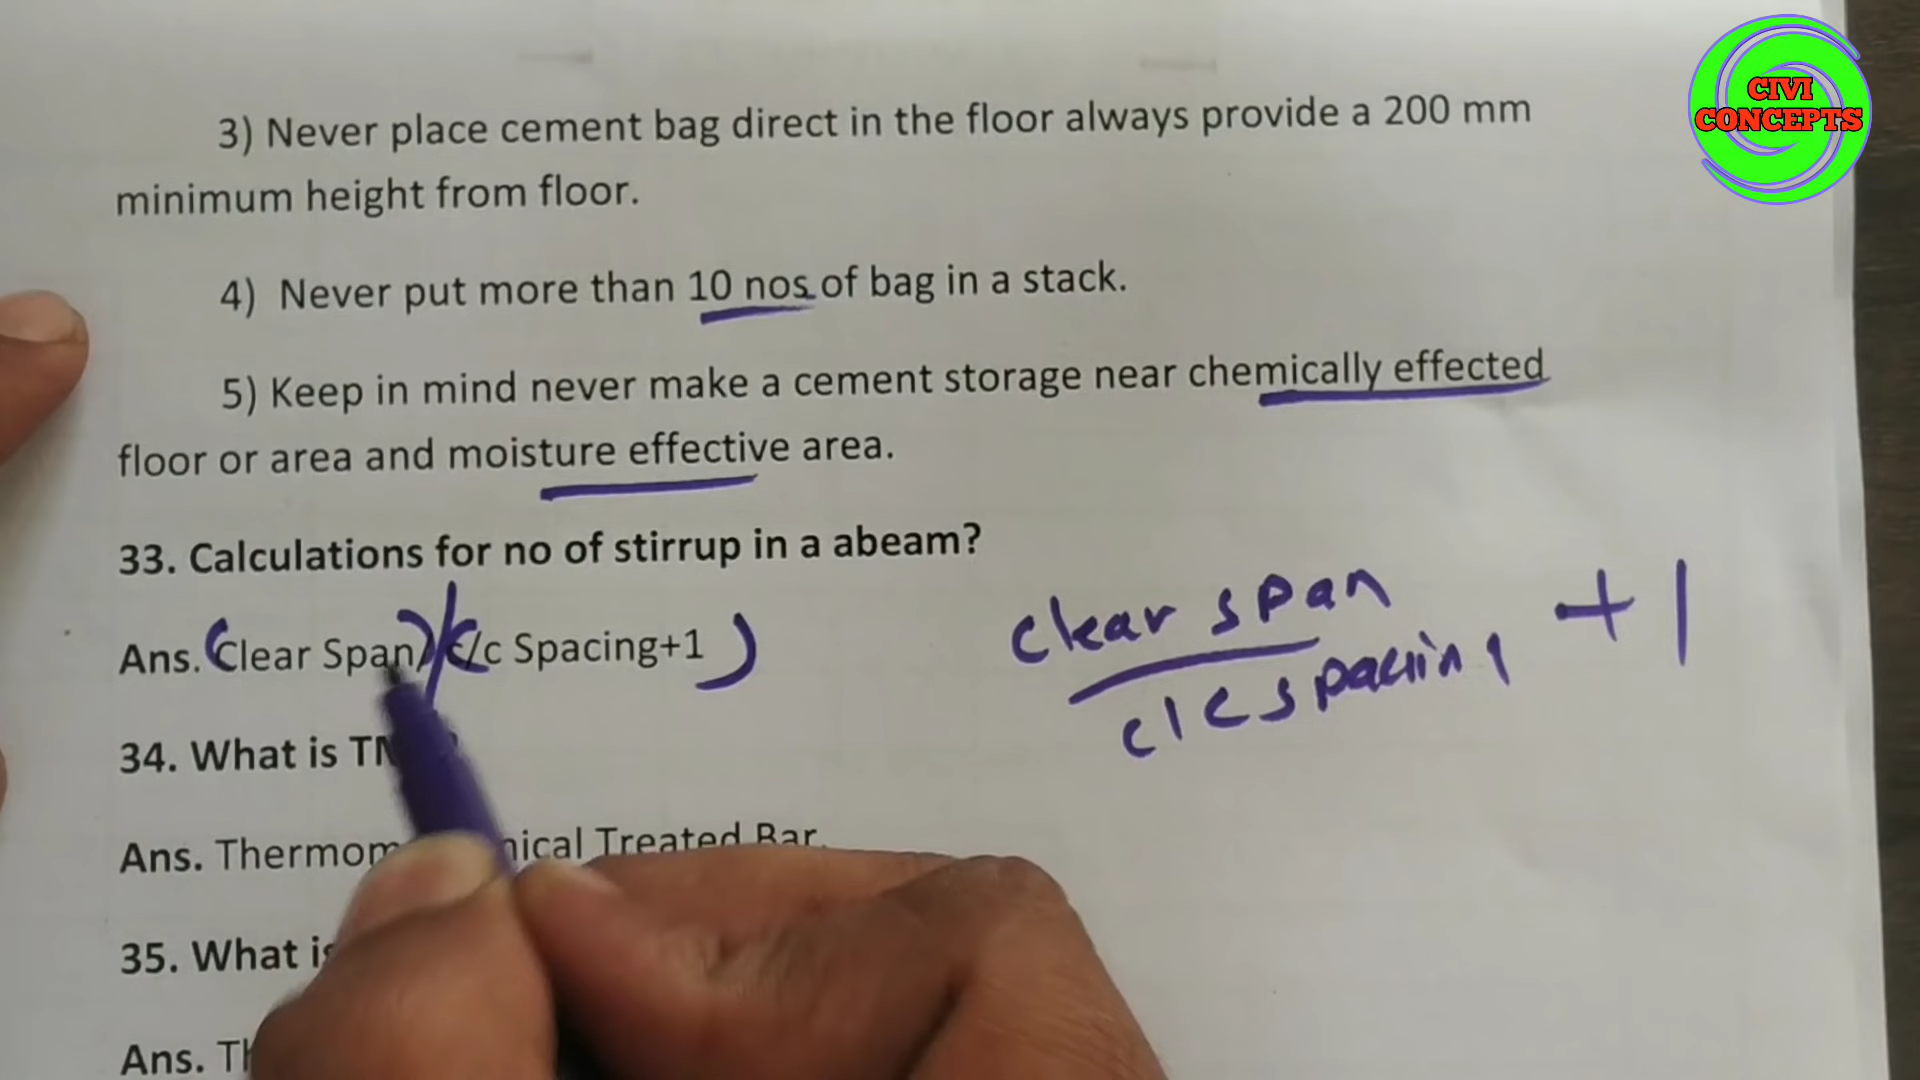 CIVI
CONCEPTS
3) Never place cement bag direct in the floor always provide a 200 mm
minimum height from floor.
4) Never put more than 10 nos of bag in a stack.
5) Keep in mind never make a cement storage near chemically effected
floor or area and moisture effective area.
33. Calculations for no of stirrup in a abeam?
Ans. (Clear Span)/(c/c Spacing+1)
clear span
c/c spacing
+1
34. What is
Ans. Treated Bar.
35. What is
Ans.